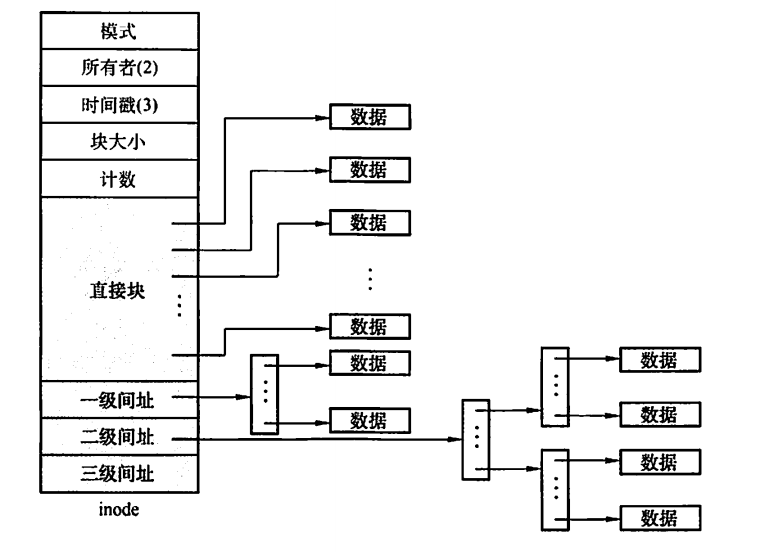 模式
所有者(2)
时间戳(3)
块大小
计数
直接块
一级间址
二级间址
三级间址
inode
数据
数据
数据
数据
数据
数据
数据
数据
数据
数据